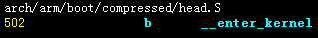 arch/arm/boot/compressed/head.S
502 b __enter_kernel